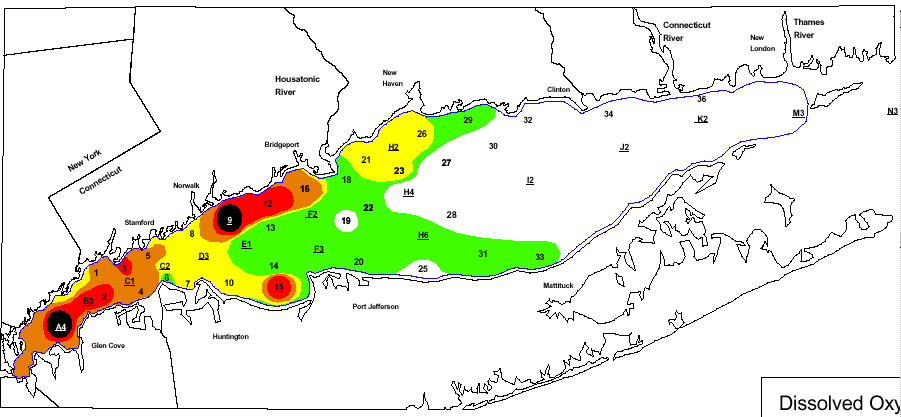 Connecticut
River
Thames
River
New
London
Housatonic
River
New
Haven
Clinton
36
M3
N3
34
K2
32
29
26
H2
30
J2
Bridgeport
21
27
23
New York
Connecticut
18
I2
Norwalk
16
H4
12
22
F2
28
9
19
Stamford
8
13
H6
E1
F3
31
5
D3
33
C2
14
20
25
1
3
6
C1
7
10
15
Mattituck
4
2
B3
Port Jefferson
A4
Huntington
Glen Cove
Dissolved Oxy